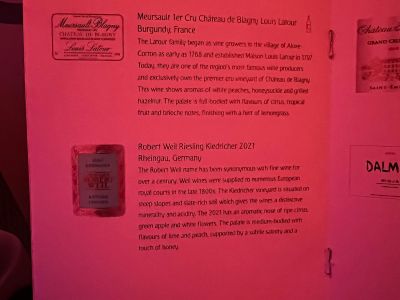 Meursault-Blagny
CHÂTEAU DE BLAGNY
Louis Latour
Meursault 1er Cru Château de Blagny Louis Latour
Burgundy, France
The Latour family began as vine growers in the village of Aloxe-
Corton as early as 1768 and established Maison Latour in 1797.
Today, they are one of the region's most famous wine producers
and exclusively own the premier cru vineyard of Chateau de Blagny.
This wine shows aromas of white peaches, honeysuckle and grilled
hazelnut. The palate is full-bodied with flavours of citrus, tropical
fruit and brioche notes, finishing with a hint of lemongrass.
ROBERT
WEIL
Robert Weil Riesling Kiedricher 2021
Rheingau, Germany
The Robert Weil name has been synonymous with fine wine for
over a century. Weil wines were supplied to numerous European
royal courts in the late 1800s. The Kiedricher vineyard is situated on
steep slopes and slate-rich soil which gives the wines a distinctive
minerality and acidity. The 2021 has an aromatic nose of ripe citrus,
green apple and white flowers. The palate is medium-bodied with
flavours of lime and peach, supported by a subtle salinity and a
touch of honey.
Chateau
GRAND CR
SAINT-EM
DALM